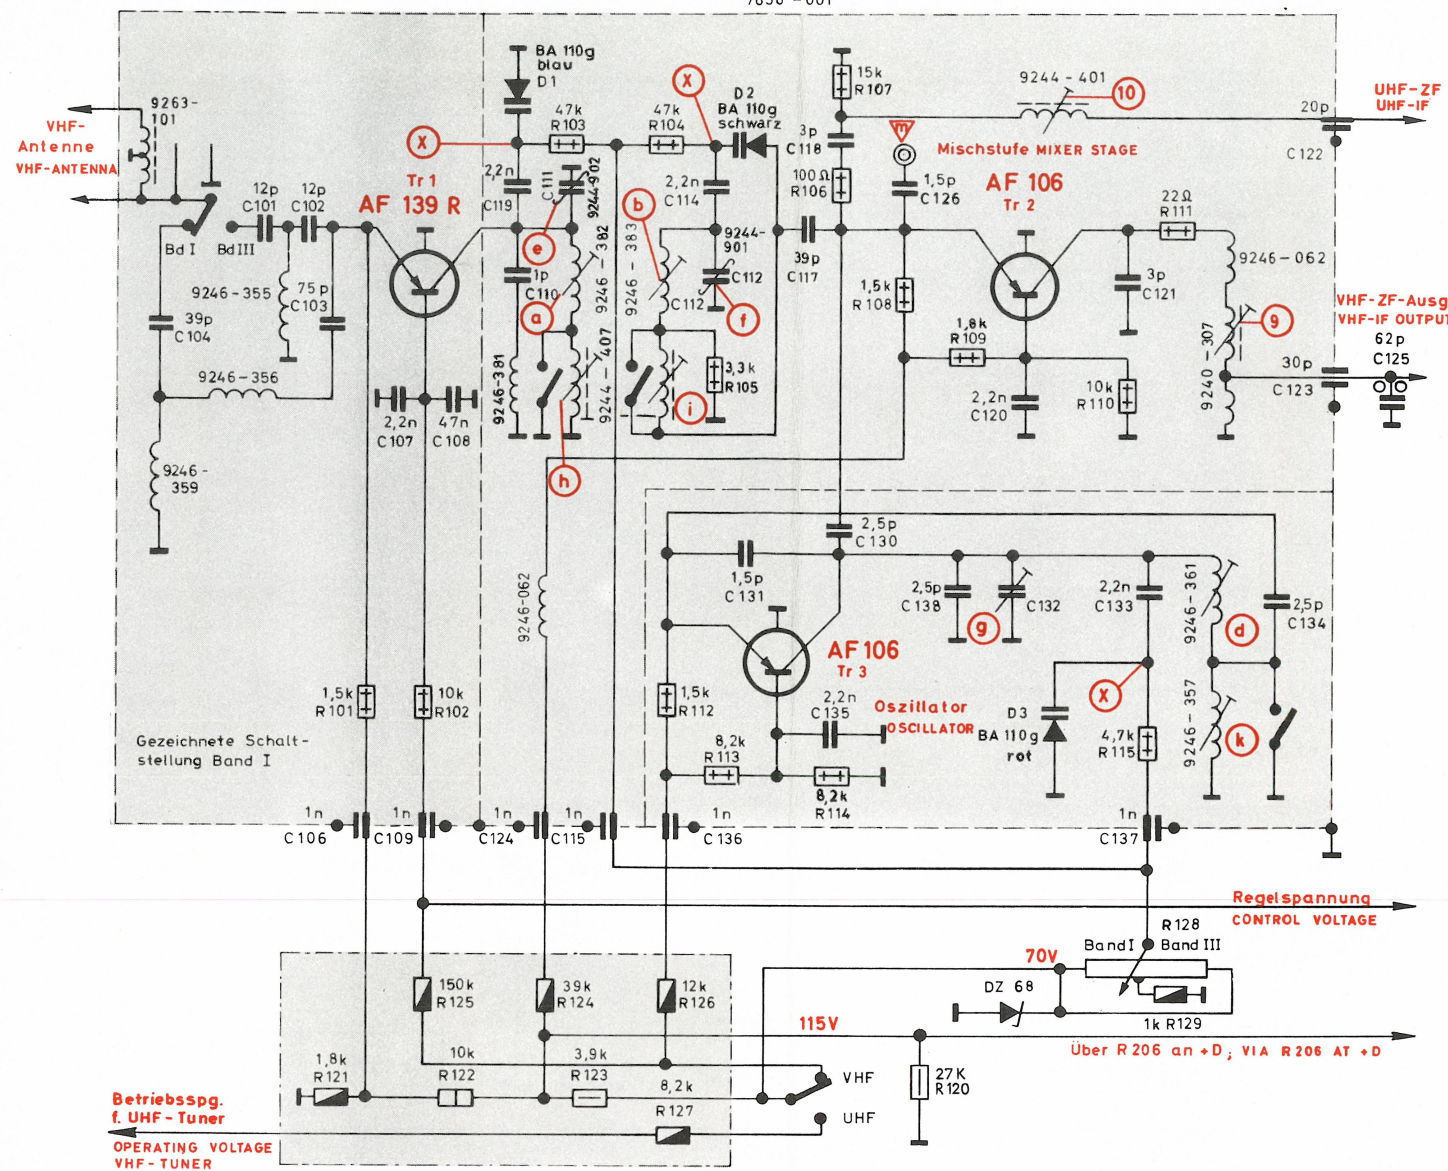 7656 - 001
BA 110g
blau
D1
X
D2
BA 110g
schwarz
15k
R107
9244 - 401
10
UHF-ZF
UHF-IF
9263-
101
VHF-
Antenne
VHF-ANTENNA
47k
R103
47k
R104
X
3p
C118
m
Mischstufe MIXER STAGE
20p
C122
Tr 1
AF 139 R
12p
C101
12p
C102
2,2n
C119
C111
9244-902
2,2n
C114
100Ω
R106
1,5p
C126
AF 106
Tr 2
22Ω
R111
Bd I
Bd III
e
b
9244-
901
C112
39p
C117
9246-062
9246-355
75p
C103
1p
C110
9246-382
9246-383
C112
f
1,5k
R108
3p
C121
VHF-ZF-Ausg
VHF-IF OUTPUT
39p
C104
a
1,8k
R109
9
62p
C125
9246-356
9246-381
9244-407
3,3k
R105
9240-307
30p
C123
2,2n
C107
47n
C108
i
2,2n
C120
10k
R110
9246-
359
h
2,5p
C130
1,5p
C131
9246-062
2,5p
C138
C132
2,2n
C133
9246-361
2,5p
C134
g
d
AF 106
Tr 3
1,5k
R101
10k
R102
1,5k
R112
2,2n
C135
Oszillator
OSCILLATOR
D3
BA 110g
rot
X
4,7k
R115
9246-357
k
Gezeichnete Schalt-
stellung Band I
8,2k
R113
8,2k
R114
1n
C106
1n
C109
1n
C124
1n
C115
1n
C136
1n
C137
Regelspannung
CONTROL VOLTAGE
R128
Band I
Band III
70V
150k
R125
39k
R124
12k
R126
DZ 68
1k R129
115V
Über R 206 an +D; VIA R 206 AT +D
1,8k
R121
10k
R122
3,9k
R123
8,2k
R127
VHF
UHF
27K
R120
Betriebsspg.
f. UHF-Tuner
OPERATING VOLTAGE
VHF-TUNER